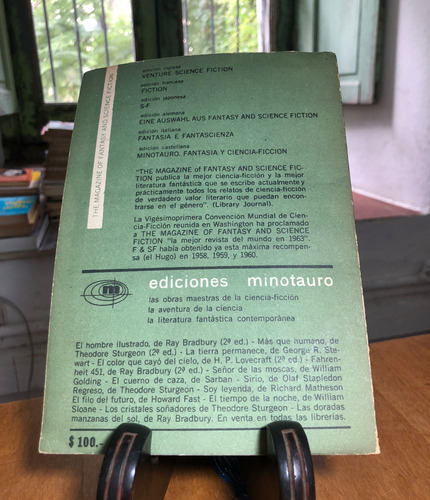 THE MAGAZINE OF FANTASY AND SCIENCE FICTION
edición inglesa
VENTURE SCIENCE FICTION
edición francesa
FICTION
edición japonesa
S-F
edición alemana
EINE AUSWAHL AUS FANTASY AND SCIENCE FICTION
edición italiana
FANTASIA E FANTASCIENZA
edición castellana
MINOTAURO. FANTASIA Y CIENCIA-FICCION
"THE MAGAZINE of FANTASY AND SCIENCE FIC-
TION publica la mejor ciencia-ficción y la mejor
literatura fantástica que se escribe actualmente y
prácticamente todos los relatos de ciencia-ficción
de verdadero valor literario que puedan encon-
trarse en el género". (Library Journal).
La Vigésimoprimera Convención Mundial de Cien-
cia-Ficción reunida en Washington ha proclamado
a THE MAGAZINE OF FANTASY AND SCIENCE
FICTION "la mejor revista del mundo en 1963".
F & SF había obtenido ya esta máxima recompen-
sa (el Hugo) en 1958, 1959, y 1960.
m
ediciones minotauro
las obras maestras de la ciencia-ficción
la aventura de la ciencia
la literatura fantástica contemporánea
El hombre ilustrado, de Ray Bradbury (2ª ed.) - Más que humano, de
Theodore Sturgeon (2ª ed.) - La tierra permanece, de George R. Ste-
wart - El color que cayó del cielo, de H. P. Lovecraft (2ª ed.) - Fahren-
heit 451, de Ray Bradbury (2ª ed.) - Señor de las moscas, de William
Golding - El cuerno de caza, de Sarban - Sirio, de Olaf Stapledon
Regreso, de Theodore Sturgeon - Soy leyenda, de Richard Matheson
El filo del futuro, de Howard Fast - El tiempo de la noche, de William
Sloane - Los cristales soñadores de Theodore Sturgeon - Las doradas
manzanas del sol, de Ray Bradbury. En venta en todas las librerías.
$ 100.-